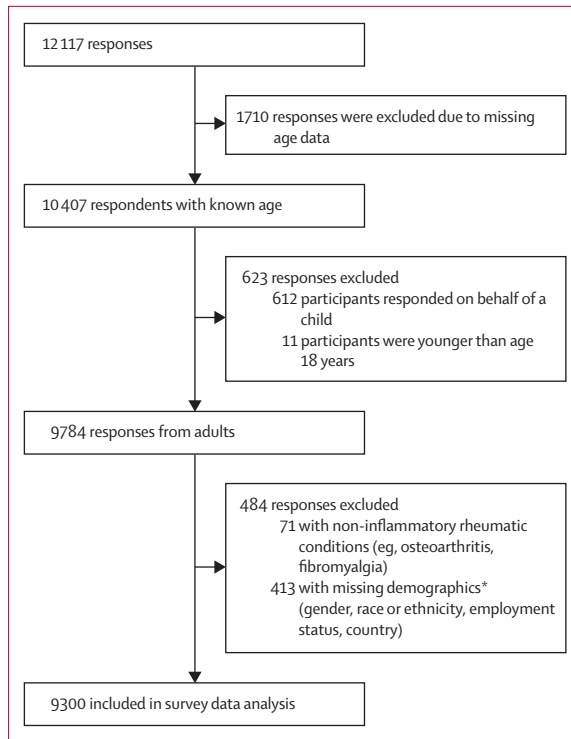 12 117 responses
1710 responses were excluded due to missing
age data
10 407 respondents with known age
623 responses excluded
612 participants responded on behalf of a
child
11 participants were younger than age
18 years
9784 responses from adults
484 responses excluded
71 with non-inflammatory rheumatic
conditions (eg, osteoarthritis,
fibromyalgia)
413 with missing demographics*
(gender, race or ethnicity, employment
status, country)
9300 included in survey data analysis